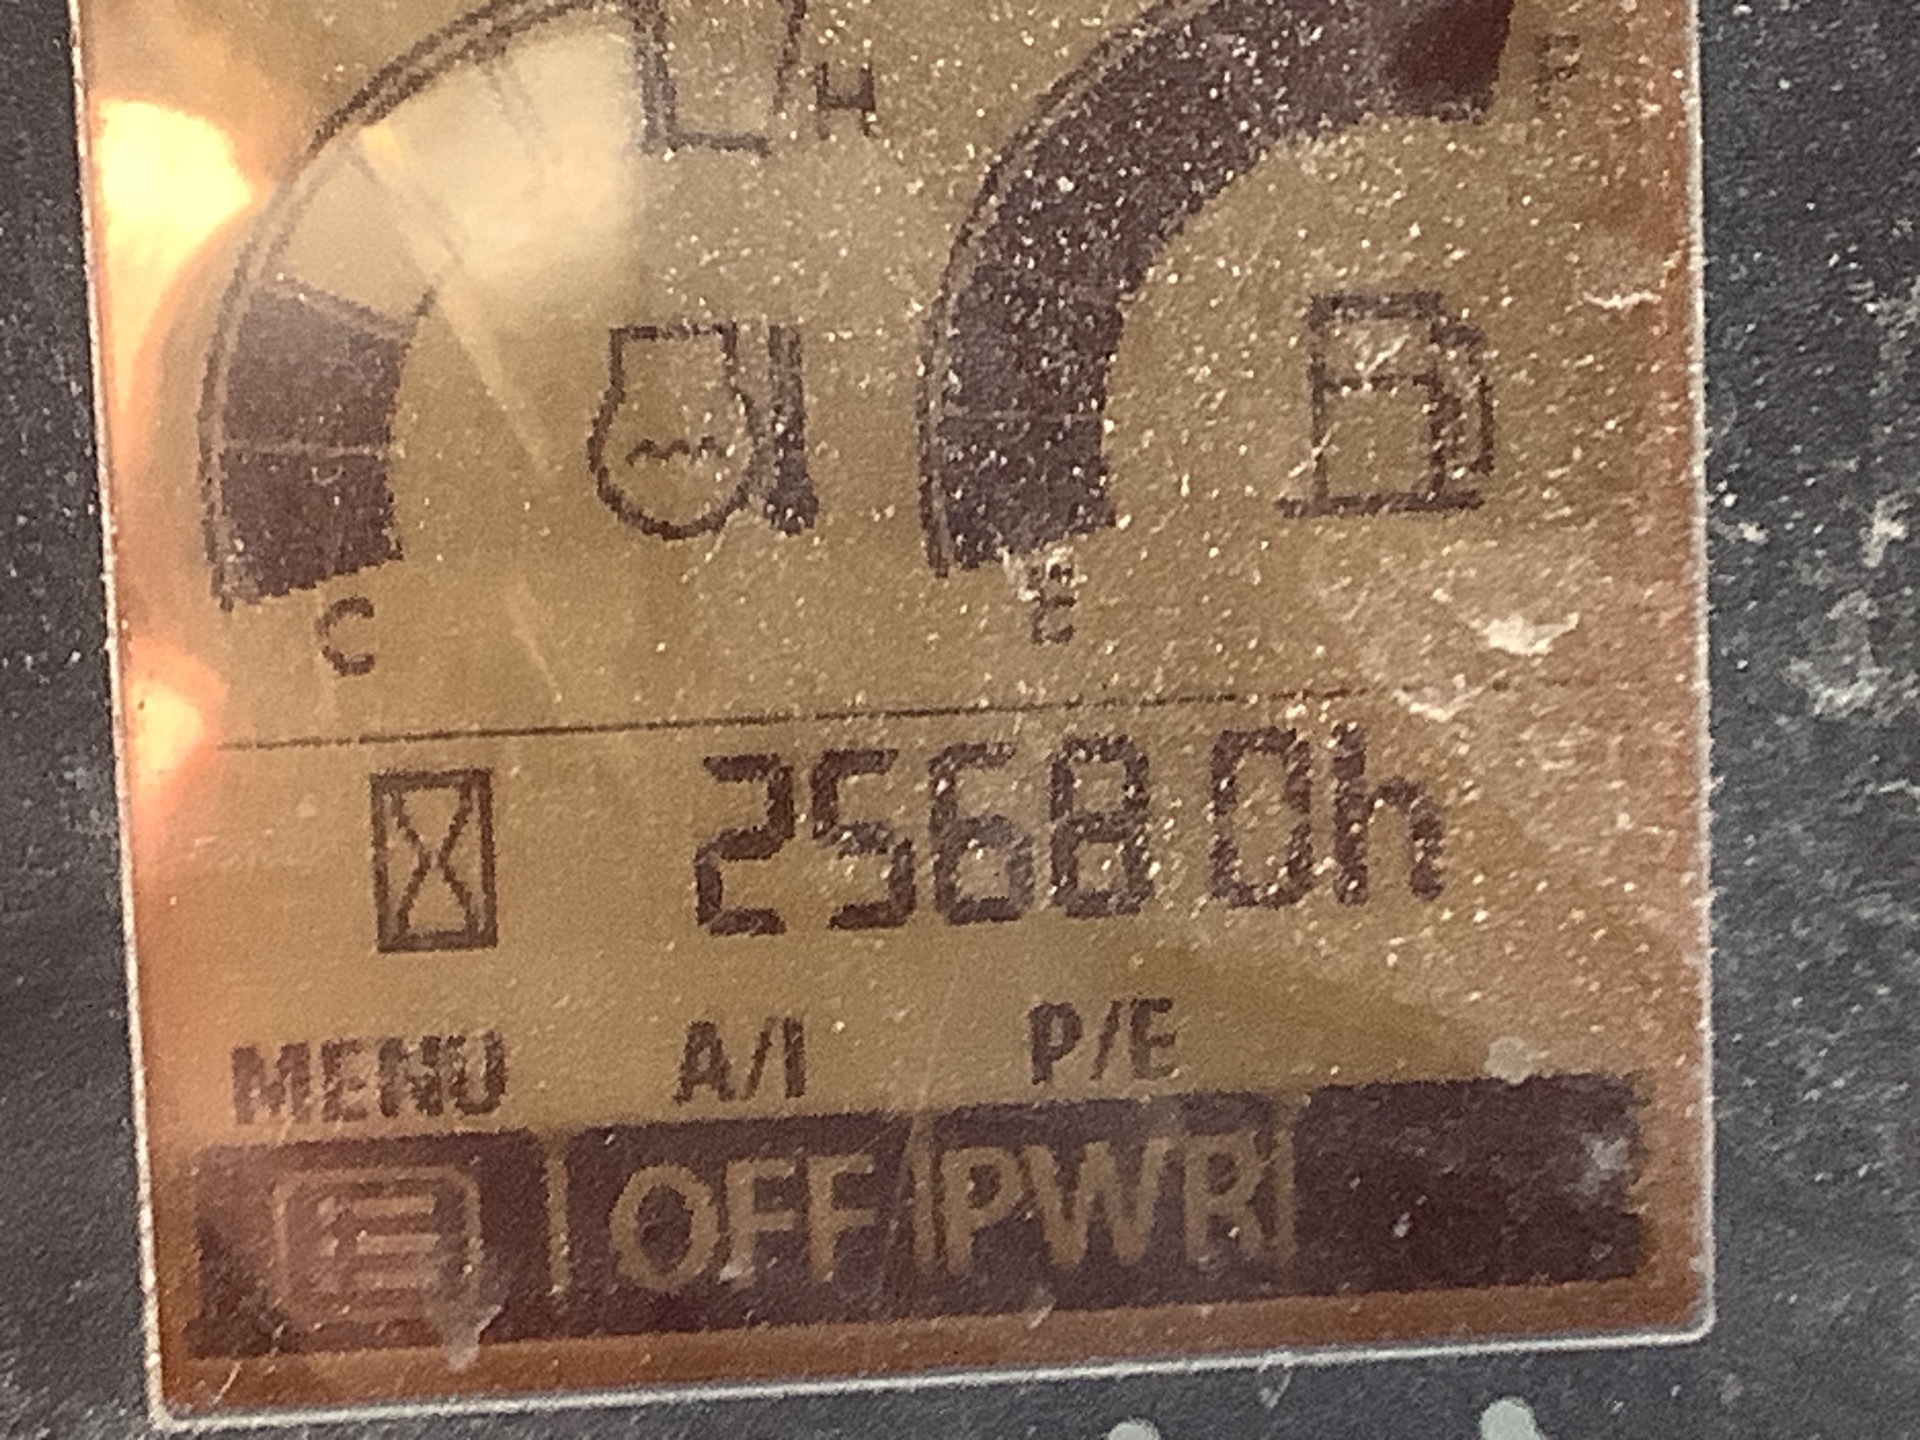 H F
C E
2568.0h
MENU A/I P/E
OFF PWR